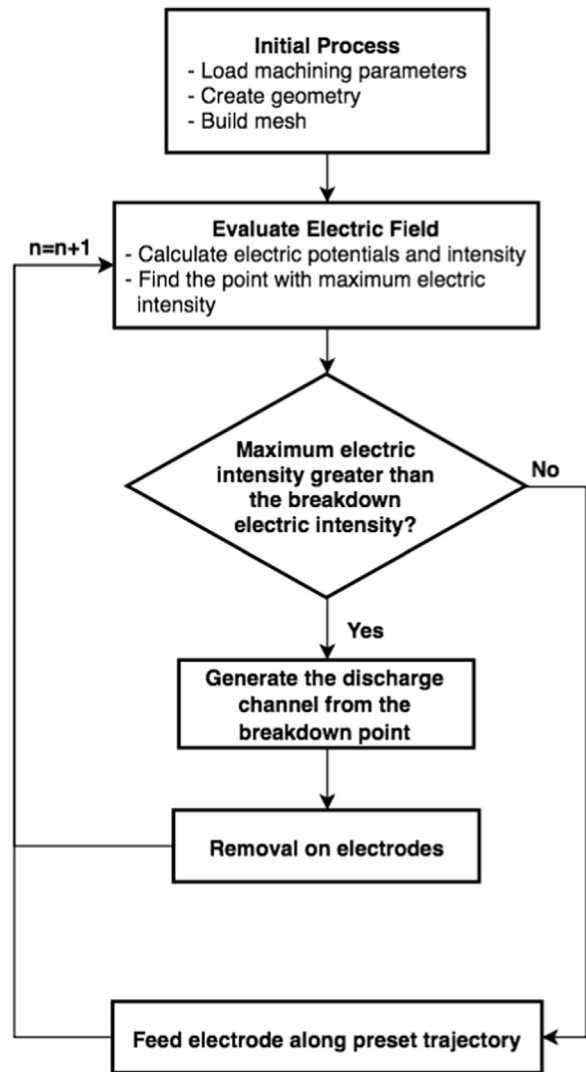 Initial Process
- Load machining parameters
- Create geometry
- Build mesh
n=n+1
Evaluate Electric Field
- Calculate electric potentials and intensity
- Find the point with maximum electric
intensity
Maximum electric
intensity greater than
the breakdown
electric intensity?
No
Yes
Generate the discharge
channel from the
breakdown point
Removal on electrodes
Feed electrode along preset trajectory